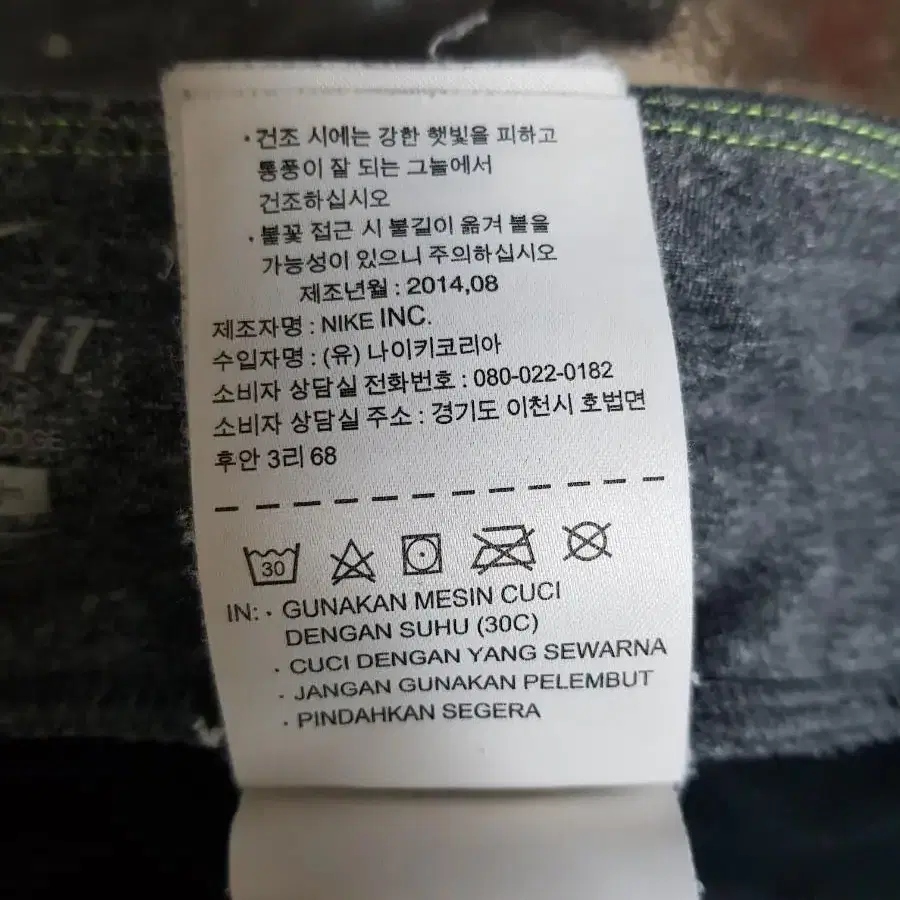 · 건조 시에는 강한 햇빛을 피하고
통풍이 잘 되는 그늘에서
건조하십시오
· 불꽃 접근 시 불길이 옮겨 붙을
가능성이 있으니 주의하십시오
제조년월 : 2014,08
제조자명 : NIKE INC.
수입자명 : (유) 나이키코리아
소비자 상담실 전화번호 : 080-022-0182
소비자 상담실 주소 : 경기도 이천시 호법면
후안 3리 68
30
IN: · GUNAKAN MESIN CUCI
DENGAN SUHU (30C)
· CUCI DENGAN YANG SEWARNA
· JANGAN GUNAKAN PELEMBUT
· PINDAHKAN SEGERA